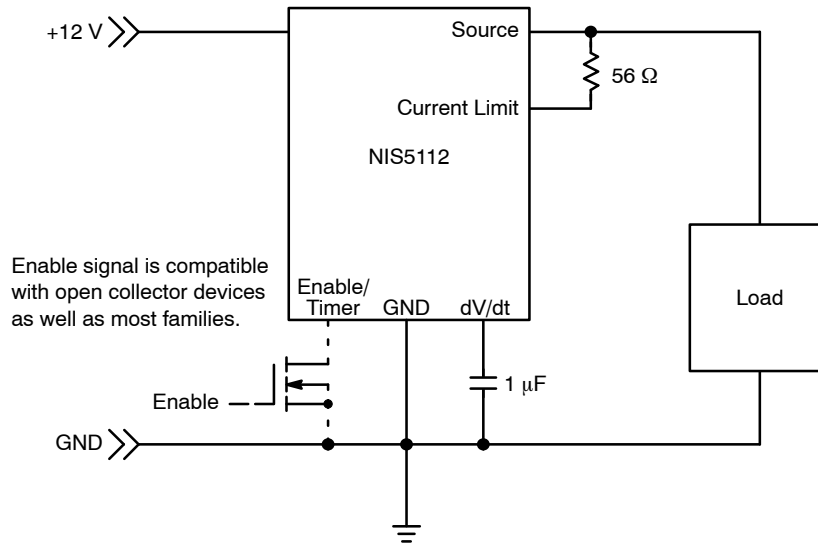 +12 V
Source
56 Ω
Current Limit
NIS5112
Enable signal is compatible
with open collector devices
as well as most families.
Enable/
Timer
GND
dV/dt
Load
1 μF
Enable
GND